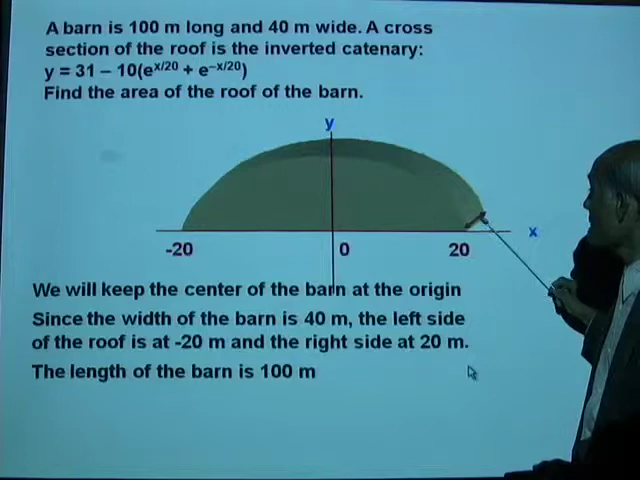 A barn is 100 m long and 40 m wide. A cross
section of the roof is the inverted catenary:
y = 31 – 10(e^x/20 + e^–x/20)
Find the area of the roof of the barn.
y
x
-20
0
20
We will keep the center of the barn at the origin
Since the width of the barn is 40 m, the left side
of the roof is at -20 m and the right side at 20 m.
The length of the barn is 100 m